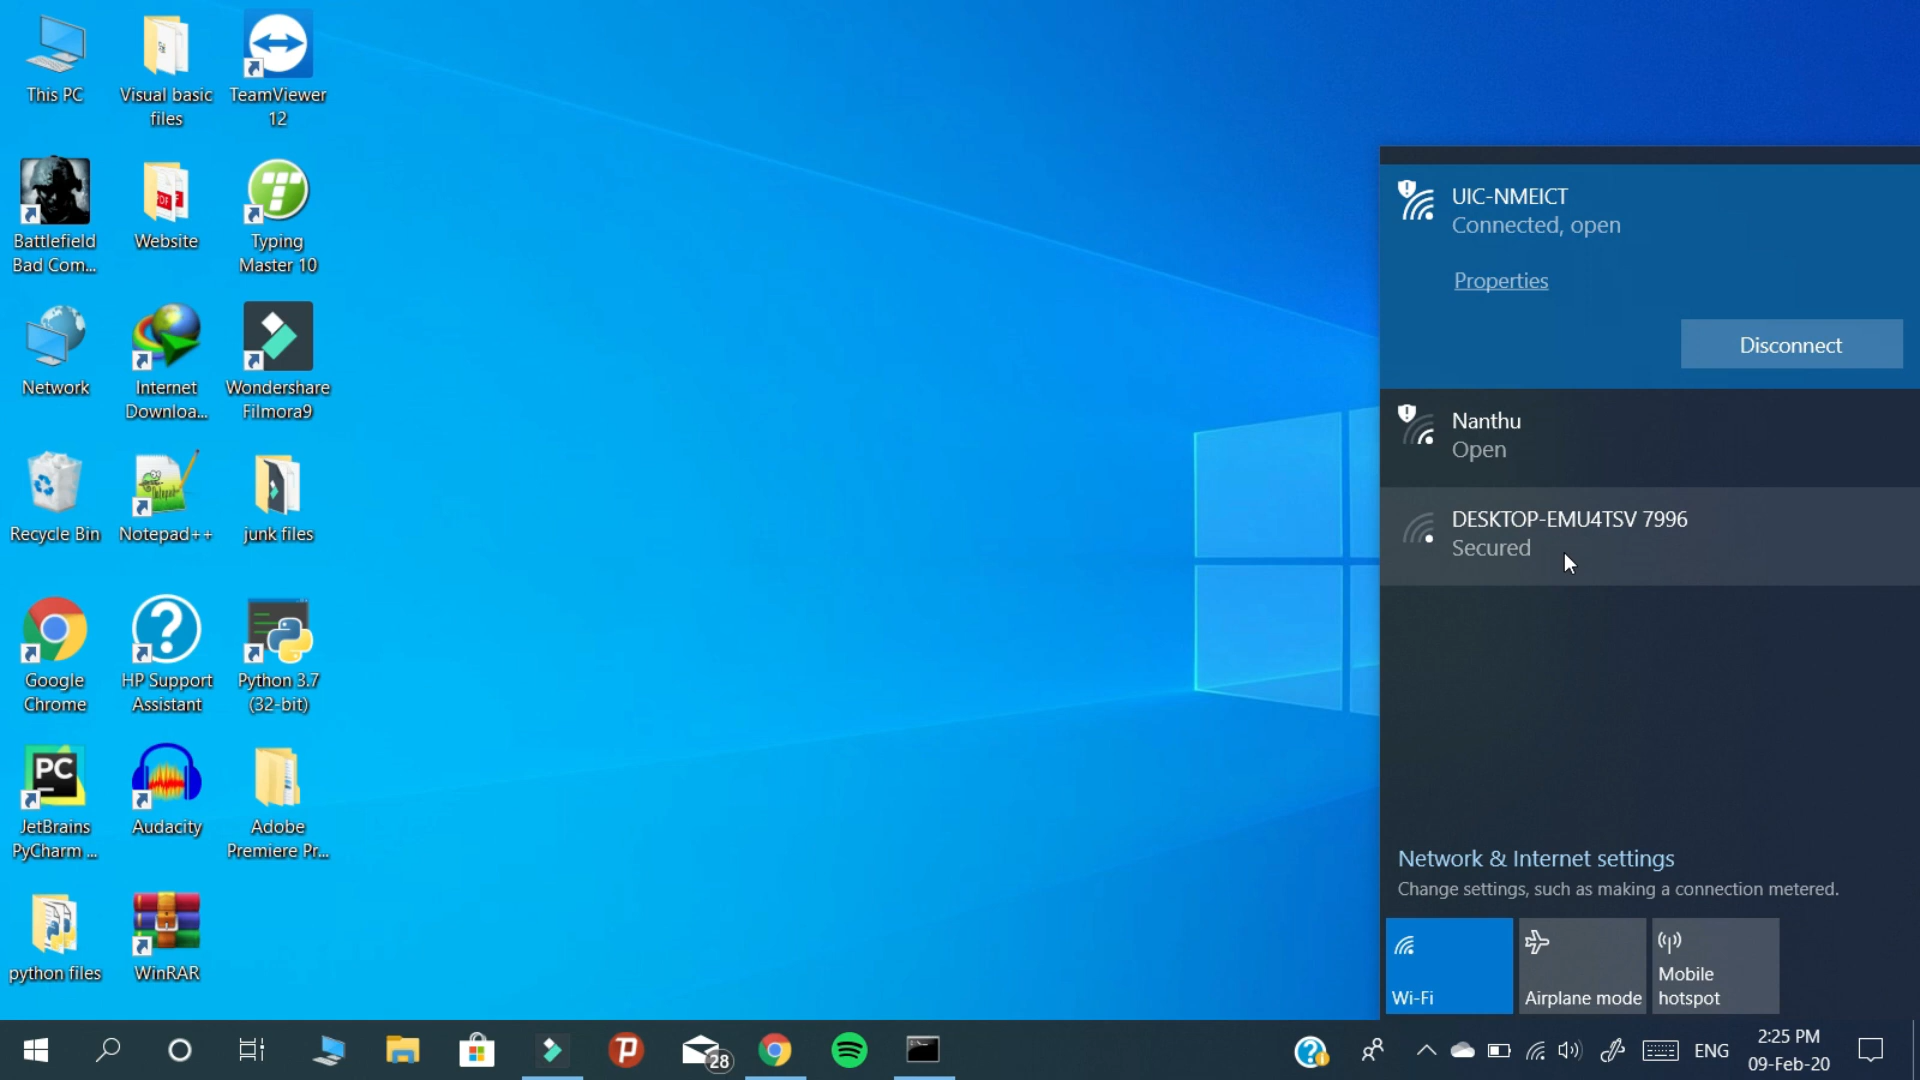 This PC
Visual basic
files
TeamViewer
12
Battlefield
Bad Com...
Website
Typing
Master 10
Network
Internet
Downloa...
Wondershare
Filmora9
Recycle Bin
Notepad++
junk files
Google
Chrome
HP Support
Assistant
Python 3.7
(32-bit)
PC
JetBrains
PyCharm ...
Audacity
Adobe
Premiere Pr...
python files
WinRAR
UIC-NMEICT
Connected, open
Properties
Disconnect
Nanthu
Open
DESKTOP-EMU4TSV 7996
Secured
Network & Internet settings
Change settings, such as making a connection metered.
Wi-Fi
Airplane mode
Mobile
hotspot
28
ENG
2:25 PM
09-Feb-20